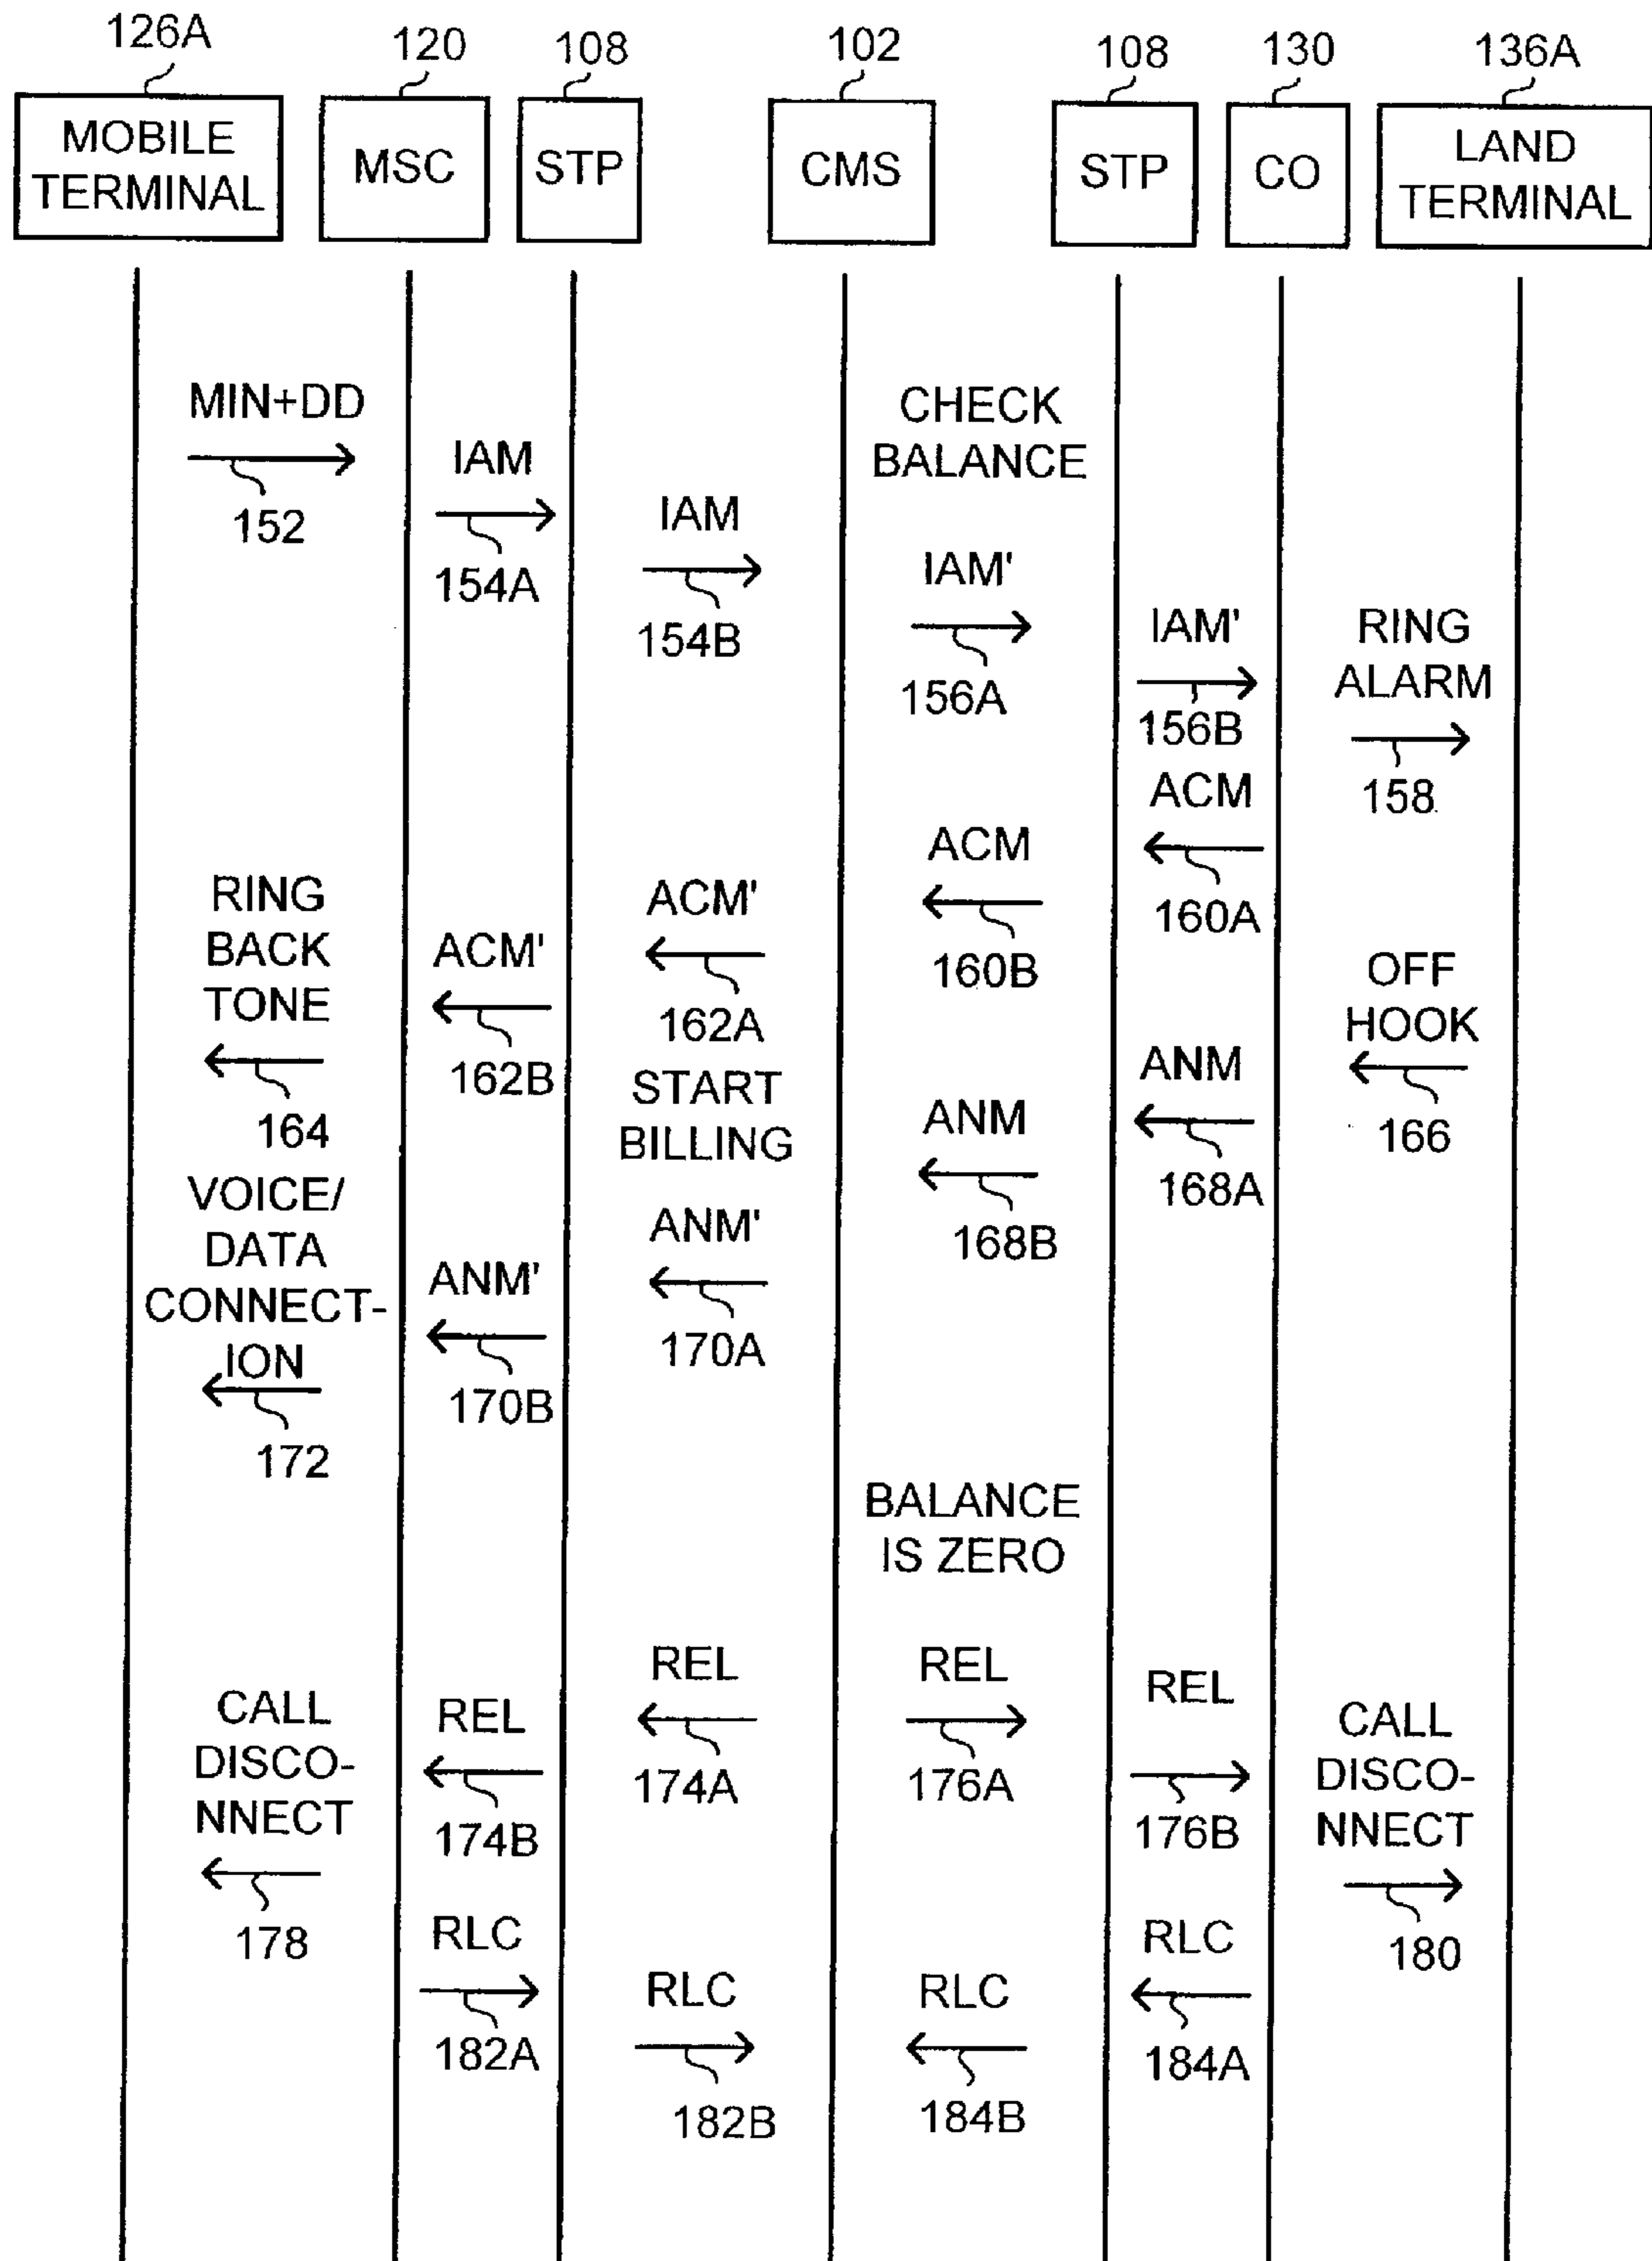 126A
120
108
102
108
130
136A
MOBILE
TERMINAL
MSC
STP
CMS
STP
CO
LAND
TERMINAL
MIN+DD
152
IAM
154A
IAM
154B
CHECK
BALANCE
IAM'
156A
IAM'
156B
RING
ALARM
158
ACM
160A
ACM
160B
ACM'
162A
ACM'
162B
RING
BACK
TONE
164
OFF
HOOK
166
ANM
168A
ANM
168B
START
BILLING
ANM'
170A
ANM'
170B
VOICE/
DATA
CONNECT-
ION
172
BALANCE
IS ZERO
REL
174A
REL
174B
REL
176A
REL
176B
CALL
DISCO-
NNECT
178
CALL
DISCO-
NNECT
180
RLC
182A
RLC
182B
RLC
184A
RLC
184B